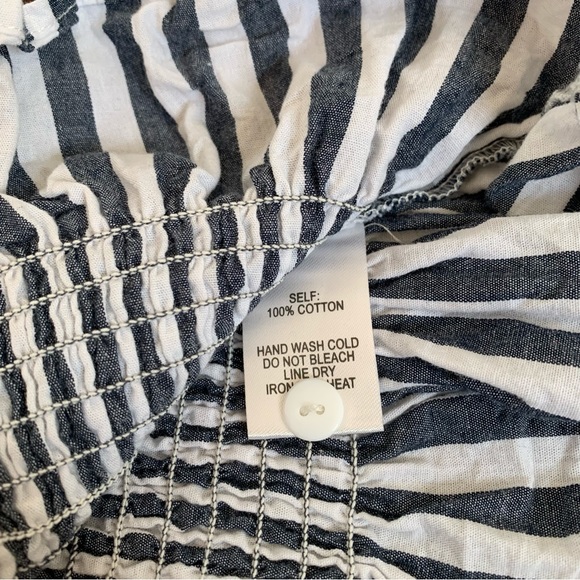 SELF:
100% COTTON
HAND WASH COLD
DO NOT BLEACH
LINE DRY
IRON HEAT